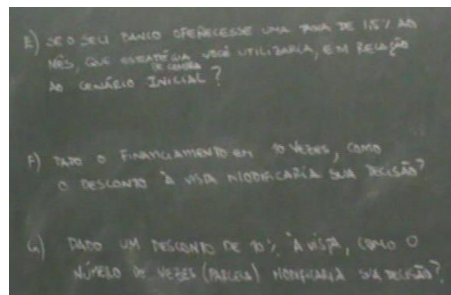 E) SE O SEU BANCO OFERECESSE UMA TAXA DE 1,5% AO
MÊS, QUE ESTRATÉGIA VOCÊ UTILIZARIA, EM RELAÇÃO
DE COMPRA
AO CENÁRIO INICIAL?
F) DADO O FINANCIAMENTO EM 10 VEZES, COMO
O DESCONTO À VISTA MODIFICARIA SUA DECISÃO?
G) DADO UM DESCONTO DE 10% À VISTA, COMO O
NÚMERO DE VEZES (PARCELA) MODIFICARIA SUA DECISÃO?